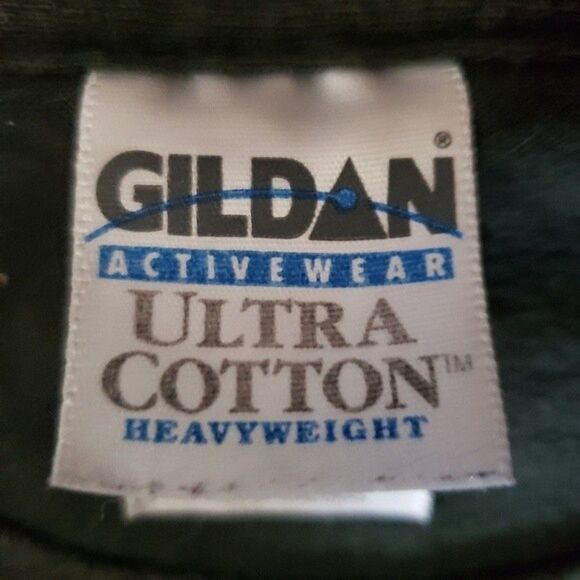 GILDAN®
ACTIVEWEAR
ULTRA
COTTON™
HEAVYWEIGHT